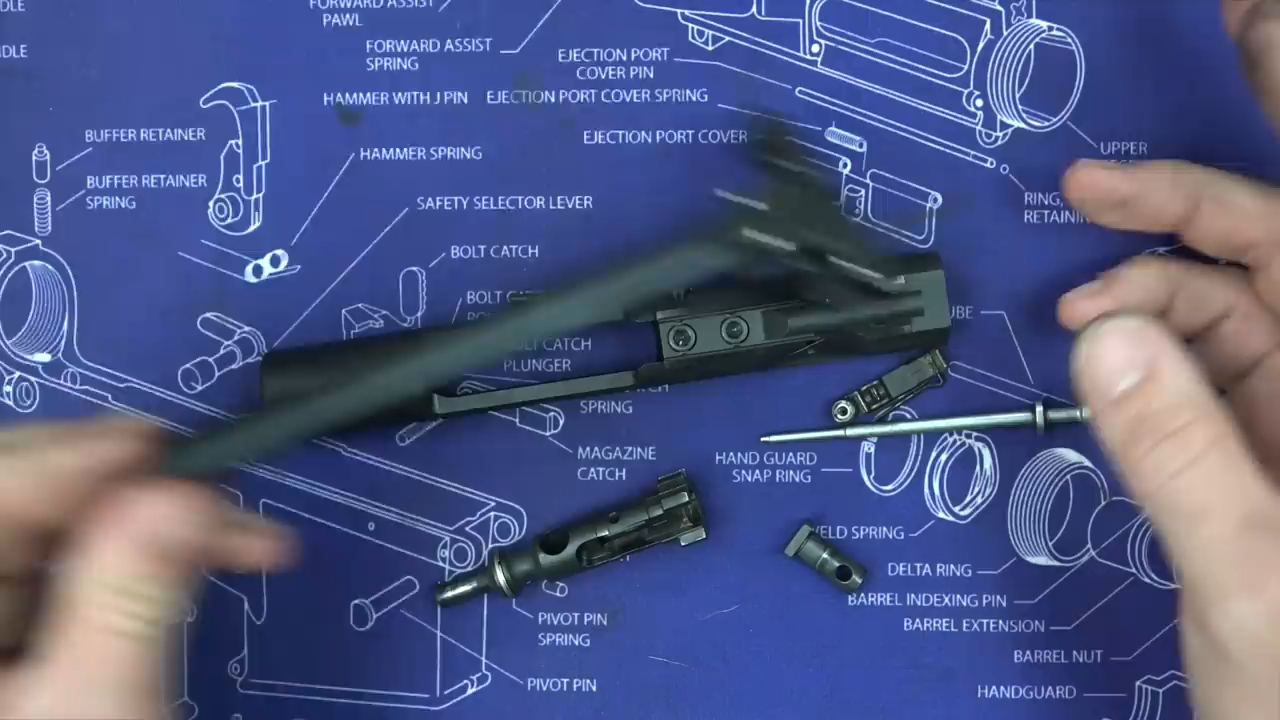 FORWARD ASSIST
PAWL
FORWARD ASSIST
SPRING
EJECTION PORT
COVER PIN
HAMMER WITH J PIN
EJECTION PORT COVER SPRING
BUFFER RETAINER
EJECTION PORT COVER
UPPER
HAMMER SPRING
BUFFER RETAINER
SPRING
SAFETY SELECTOR LEVER
RING,
BOLT CATCH
BOLT
CATCH
PLUNGER
SPRING
MAGAZINE
CATCH
HAND GUARD
SNAP RING
WELD SPRING
DELTA RING
BARREL INDEXING PIN
BARREL EXTENSION
PIVOT PIN
SPRING
BARREL NUT
PIVOT PIN
HANDGUARD